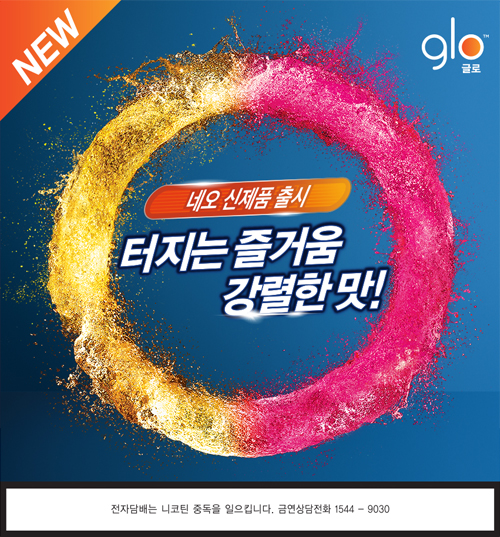 NEW
glo™
글로
네오 신제품 출시
터지는 즐거움
강렬한 맛!
전자담배는 니코틴 중독을 일으킵니다. 금연상담전화 1544 - 9030